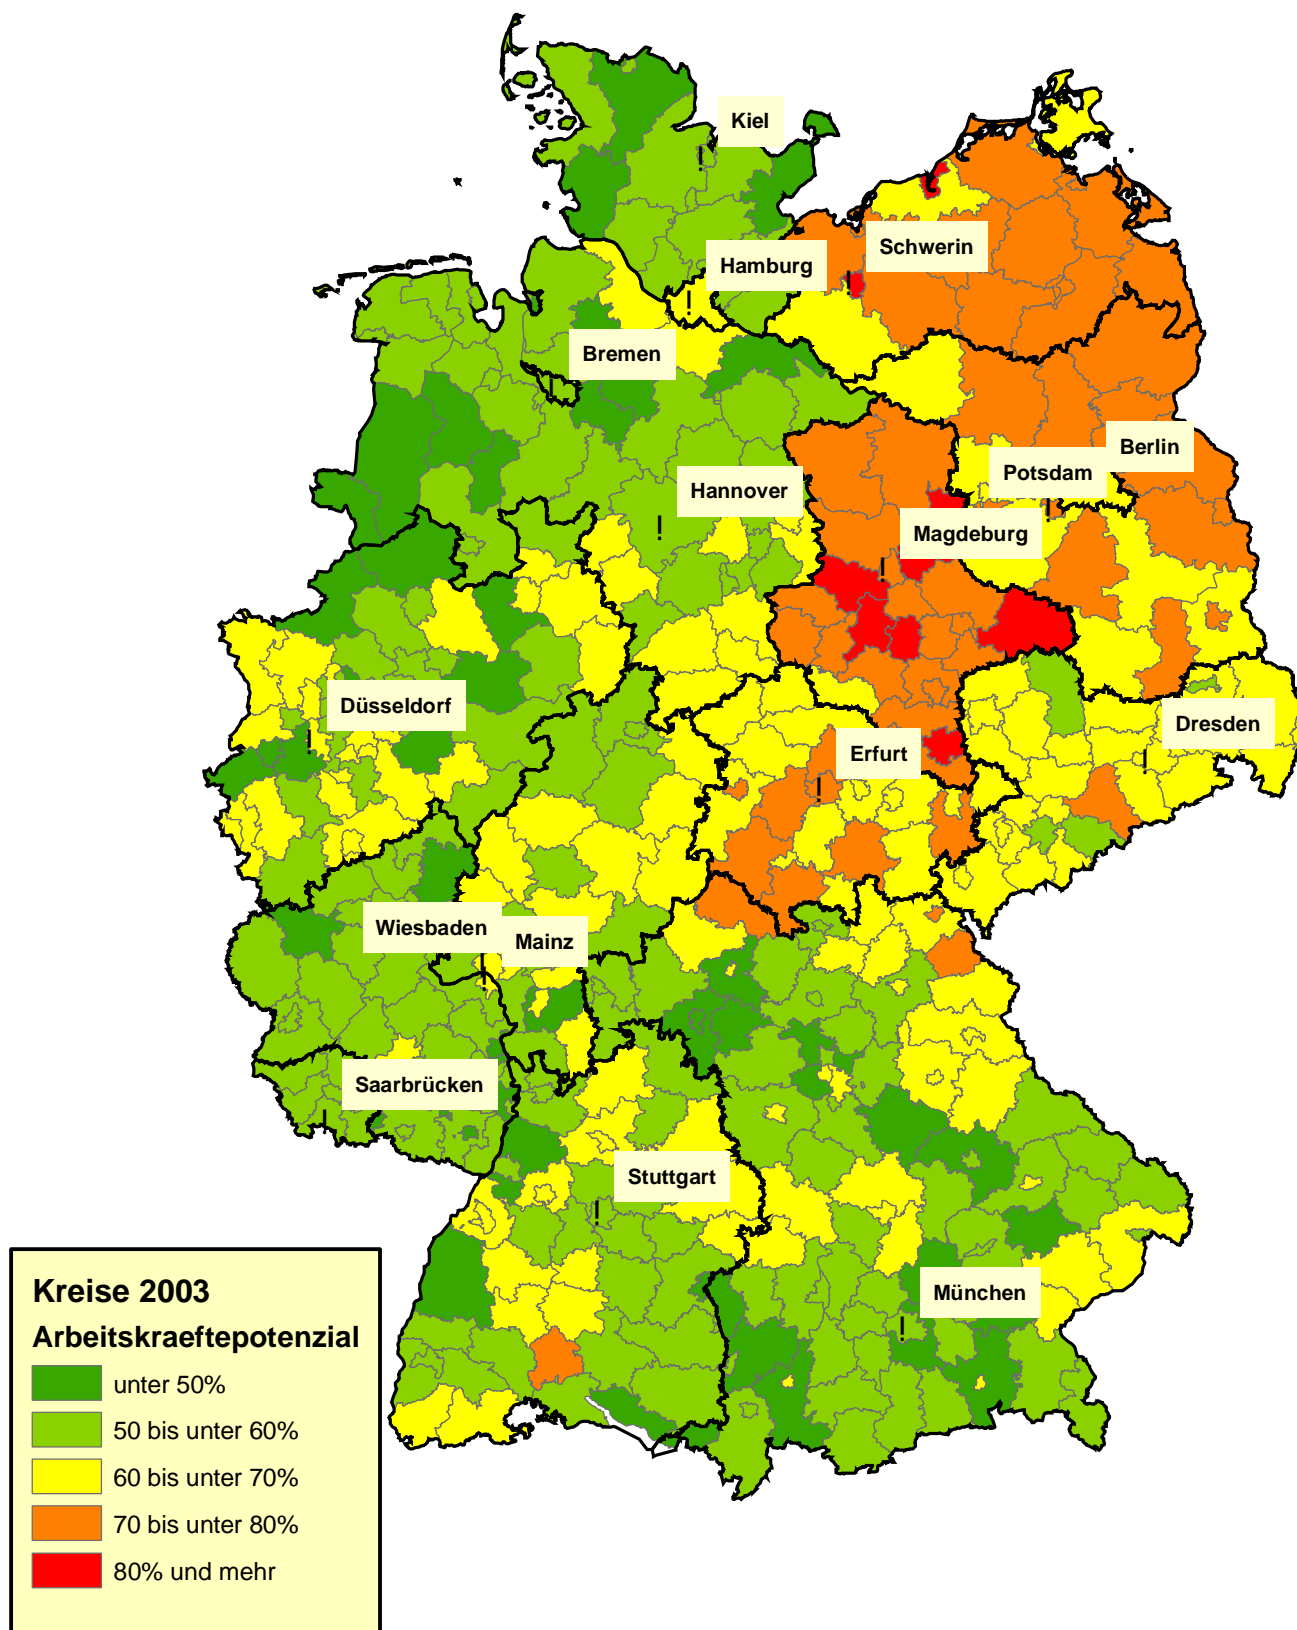 Kiel
Schwerin
Hamburg
Bremen
Berlin
Potsdam
Hannover
Magdeburg
Düsseldorf
Dresden
Erfurt
Wiesbaden
Mainz
Saarbrücken
Stuttgart
München
Kreise 2003
Arbeitskraeftepotenzial
unter 50%
50 bis unter 60%
60 bis unter 70%
70 bis unter 80%
80% und mehr